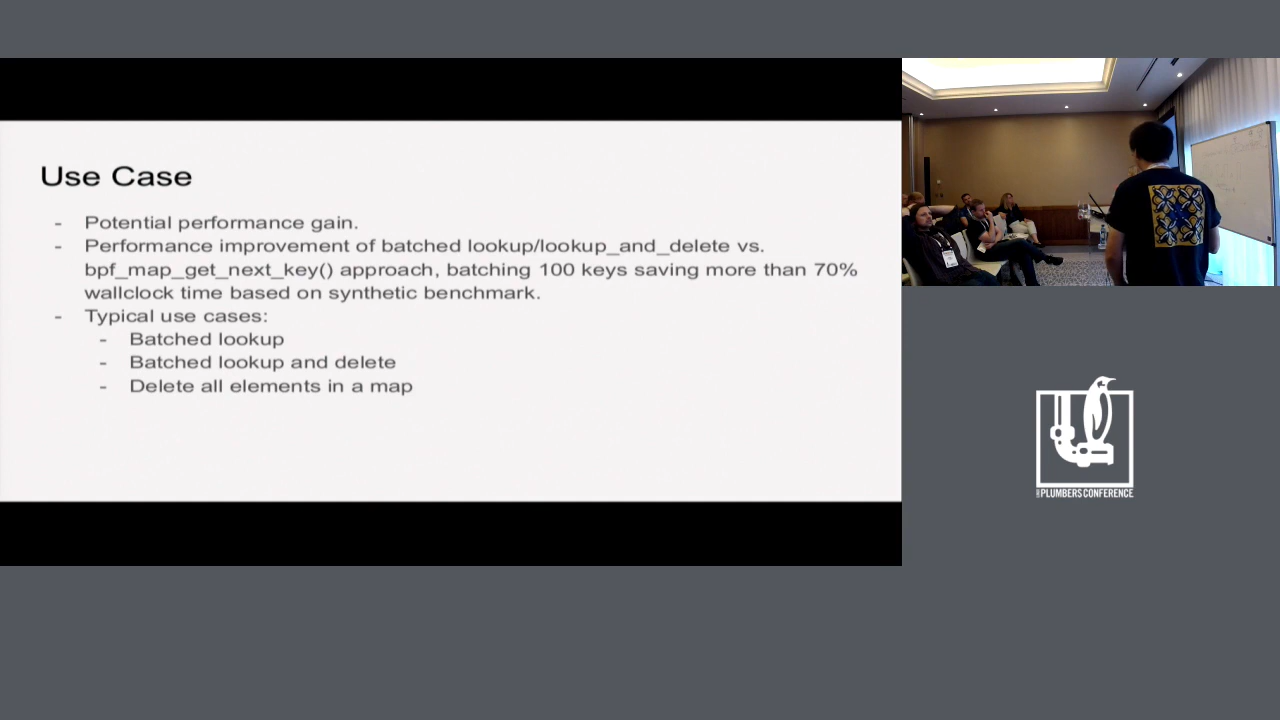 Use Case
- Potential performance gain.
- Performance improvement of batched lookup/lookup_and_delete vs.
bpf_map_get_next_key() approach, batching 100 keys saving more than 70%
wallclock time based on synthetic benchmark.
- Typical use cases:
- Batched lookup
- Batched lookup and delete
- Delete all elements in a map
PLUMBERS CONFERENCE